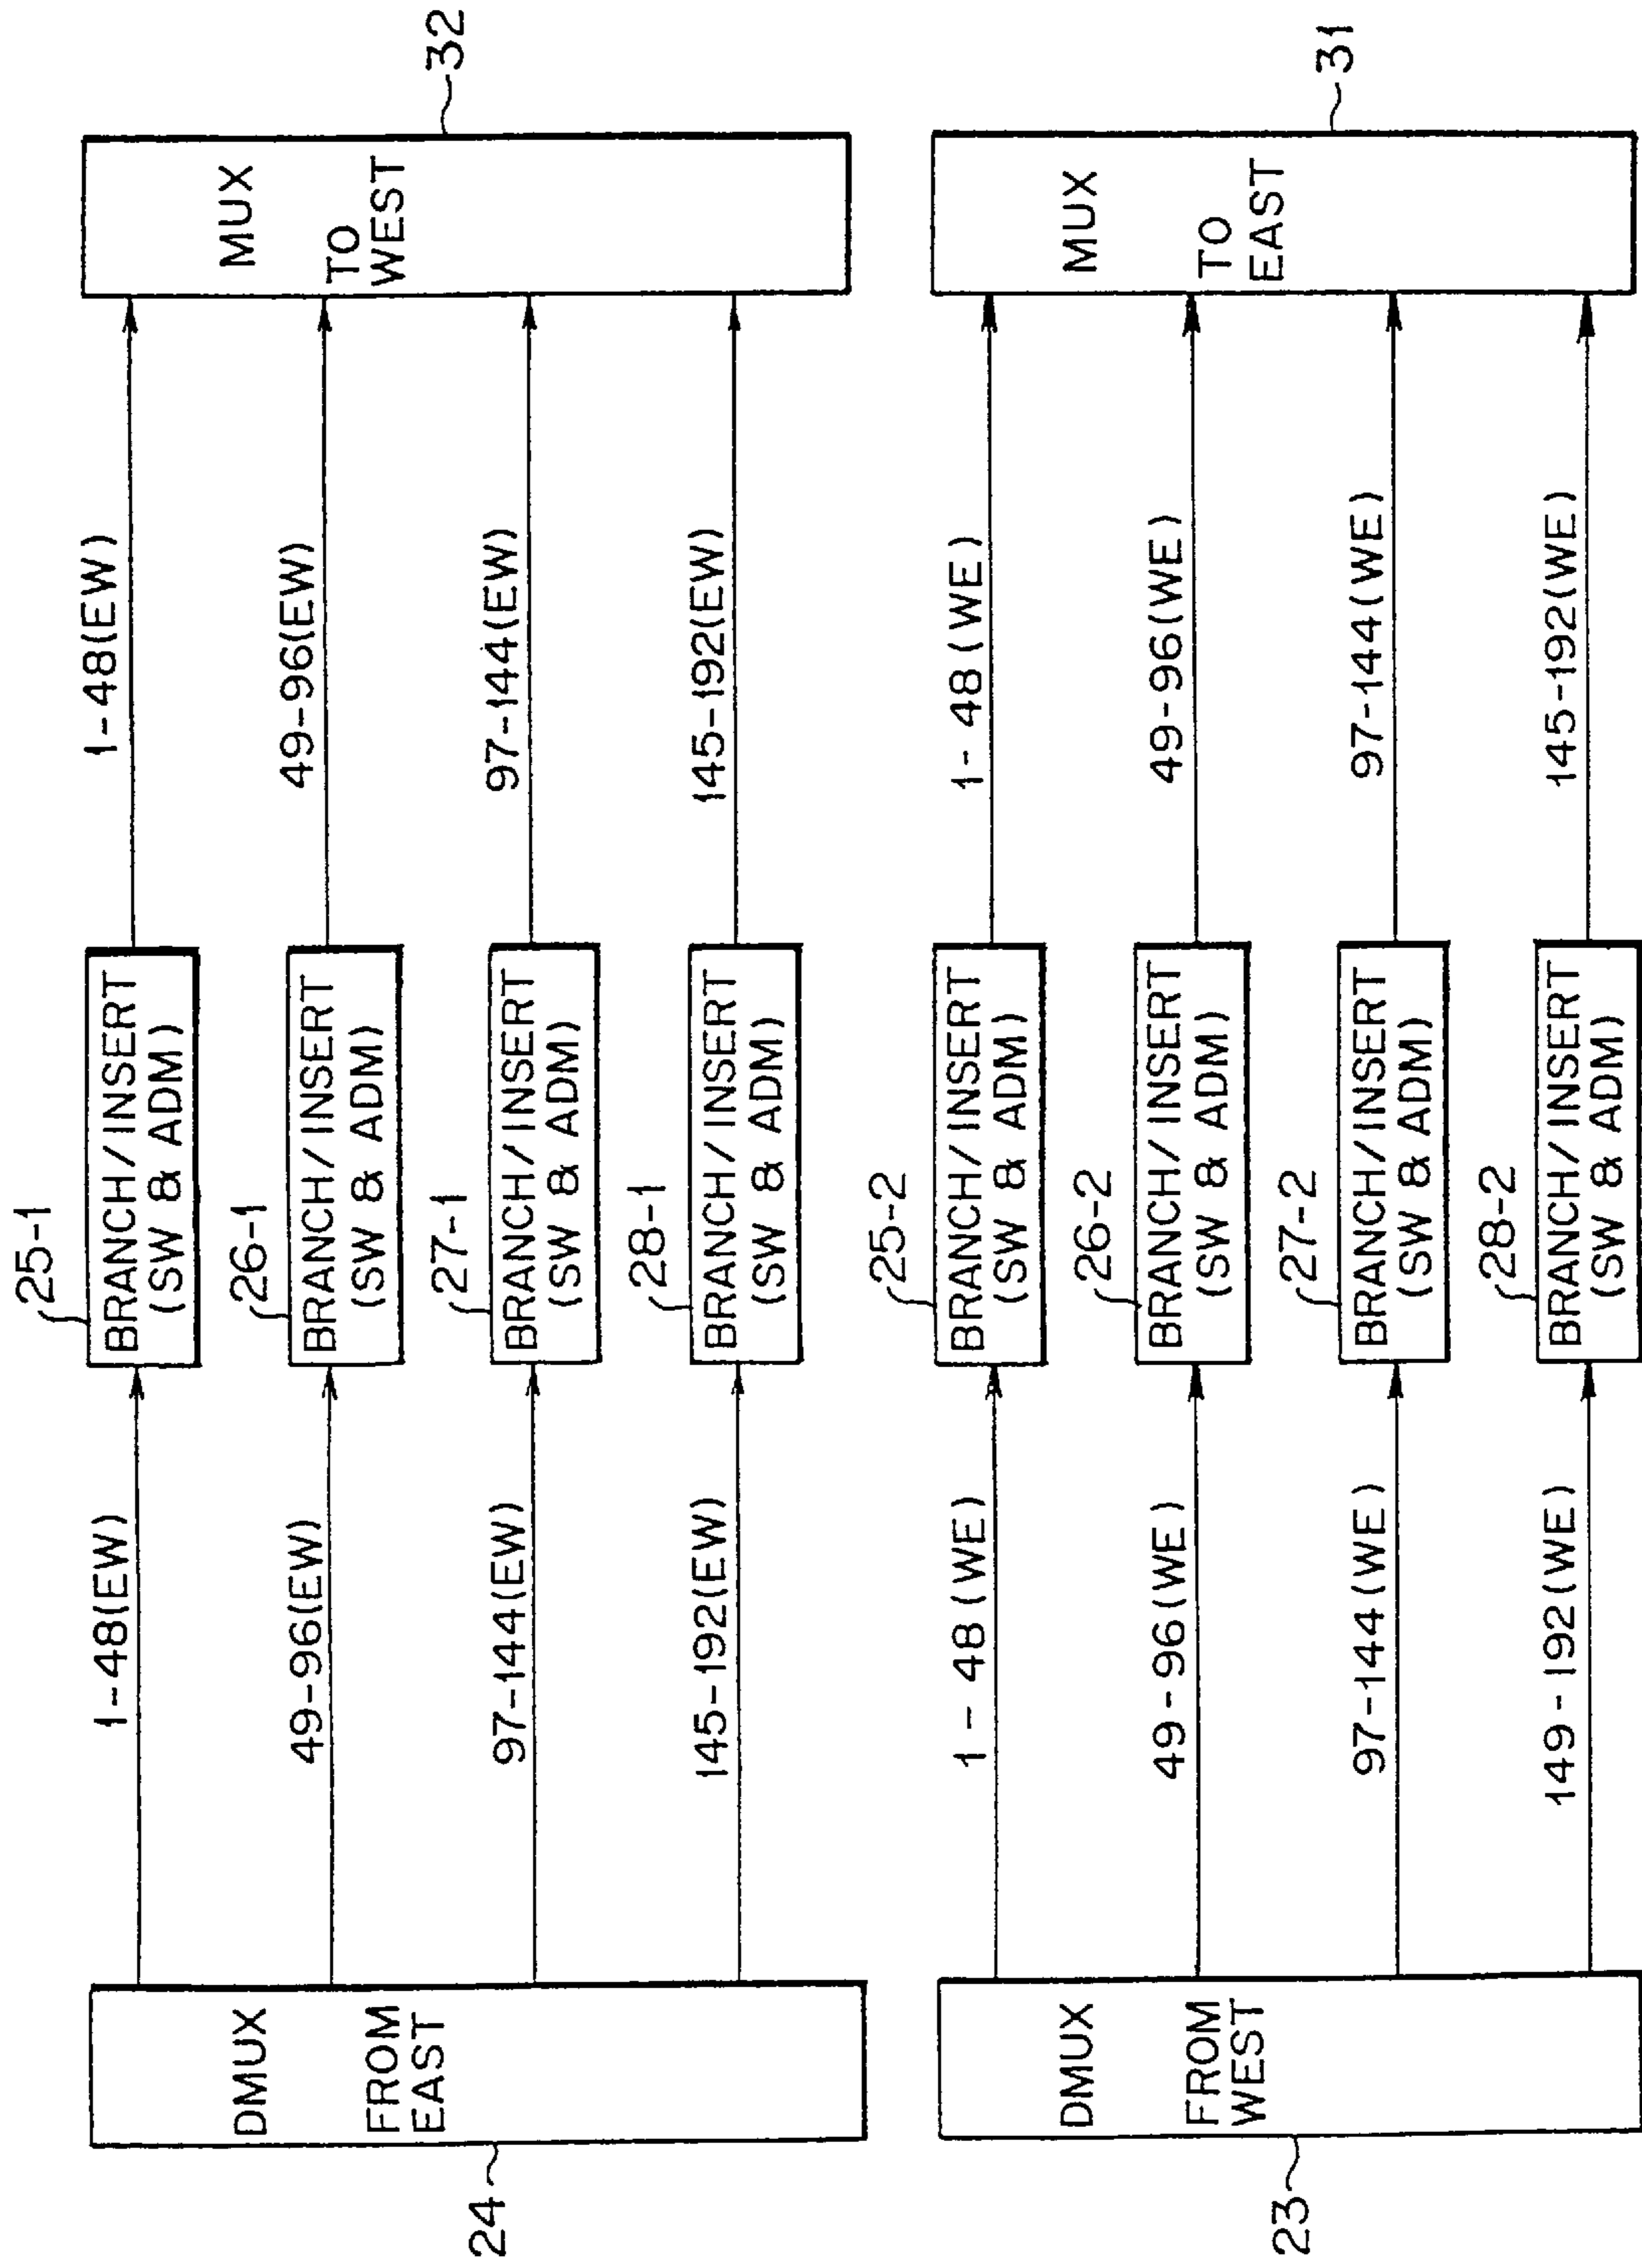 24
DMUX
FROM
EAST
1-48(EW)
49-96(EW)
97-144(EW)
145-192(EW)
25-1
BRANCH/INSERT
(SW & ADM)
26-1
BRANCH/INSERT
(SW & ADM)
27-1
BRANCH/INSERT
(SW & ADM)
28-1
BRANCH/INSERT
(SW & ADM)
1-48(EW)
49-96(EW)
97-144(EW)
145-192(EW)
MUX
TO
WEST
32
23
DMUX
FROM
WEST
1-48(WE)
49-96(WE)
97-144(WE)
149-192(WE)
25-2
BRANCH/INSERT
(SW & ADM)
26-2
BRANCH/INSERT
(SW & ADM)
27-2
BRANCH/INSERT
(SW & ADM)
28-2
BRANCH/INSERT
(SW & ADM)
1-48(WE)
49-96(WE)
97-144(WE)
145-192(WE)
MUX
TO
EAST
31